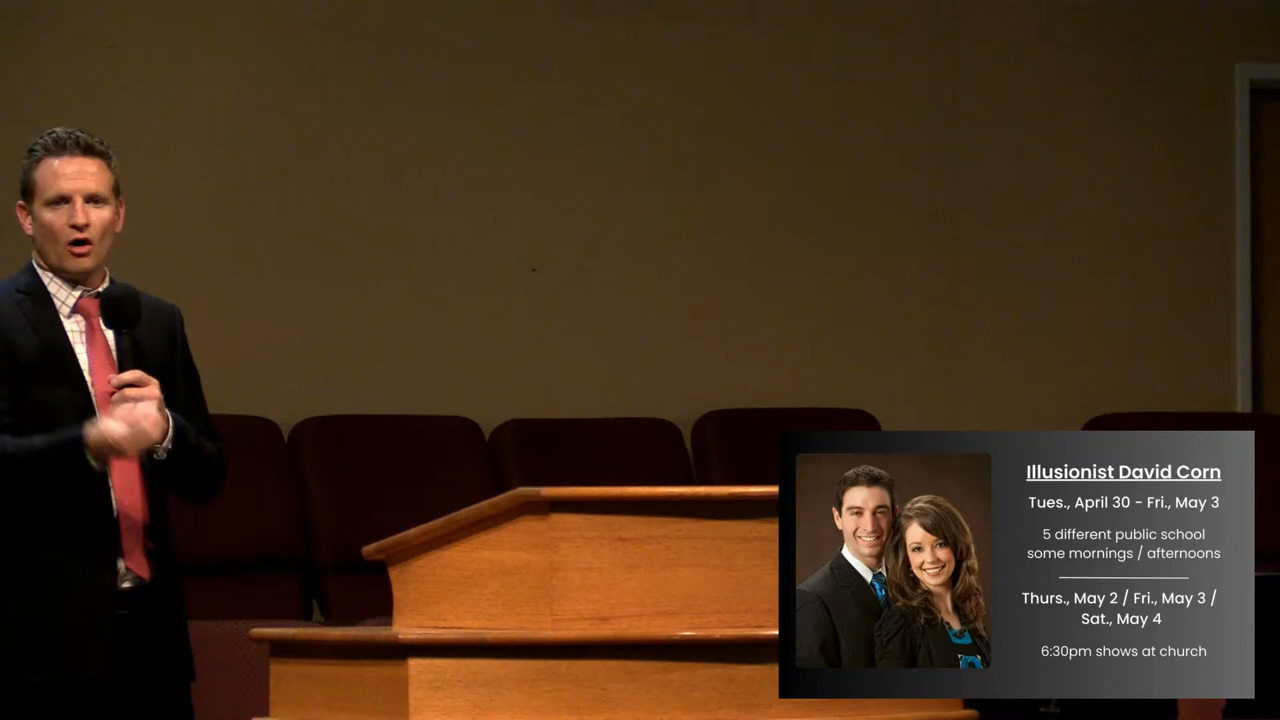 Illusionist David Corn
Tues., April 30 - Fri., May 3
5 different public school
some mornings / afternoons
Thurs., May 2 / Fri., May 3 /
Sat., May 4
6:30pm shows at church